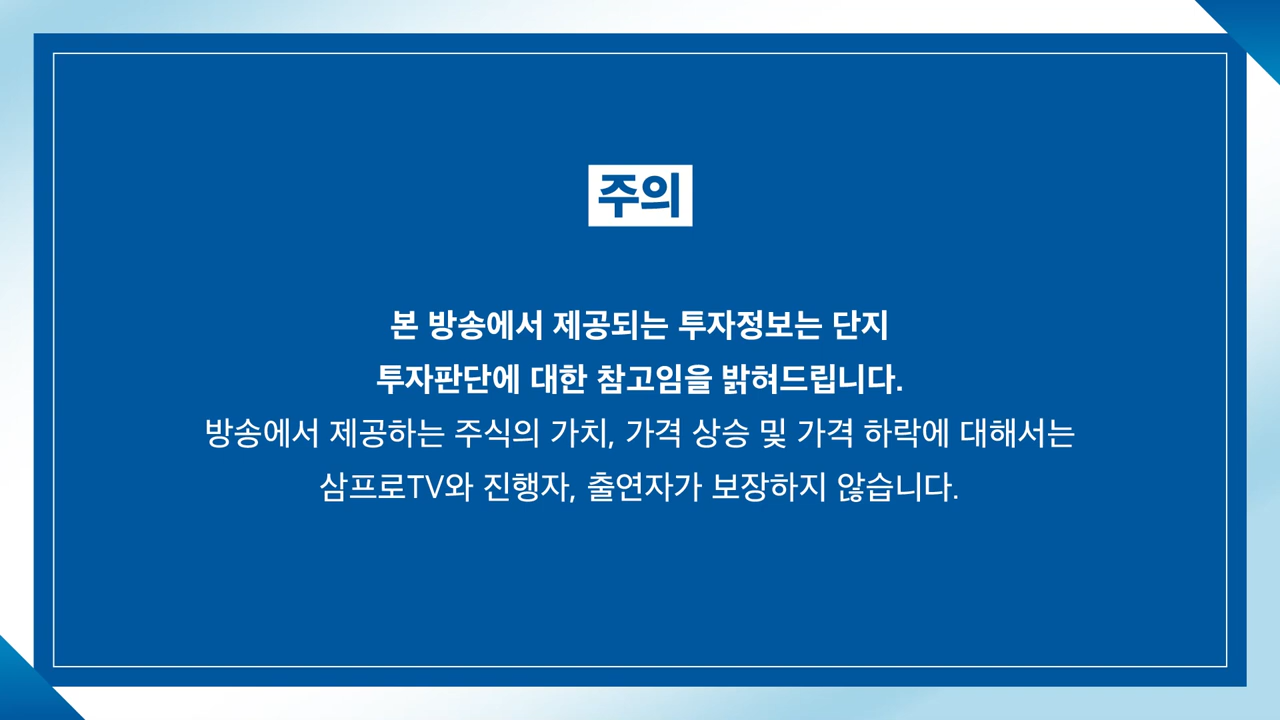 주의
본 방송에서 제공되는 투자정보는 단지
투자판단에 대한 참고임을 밝혀드립니다.
방송에서 제공하는 주식의 가치, 가격 상승 및 가격 하락에 대해서는
삼프로TV와 진행자, 출연자가 보장하지 않습니다.